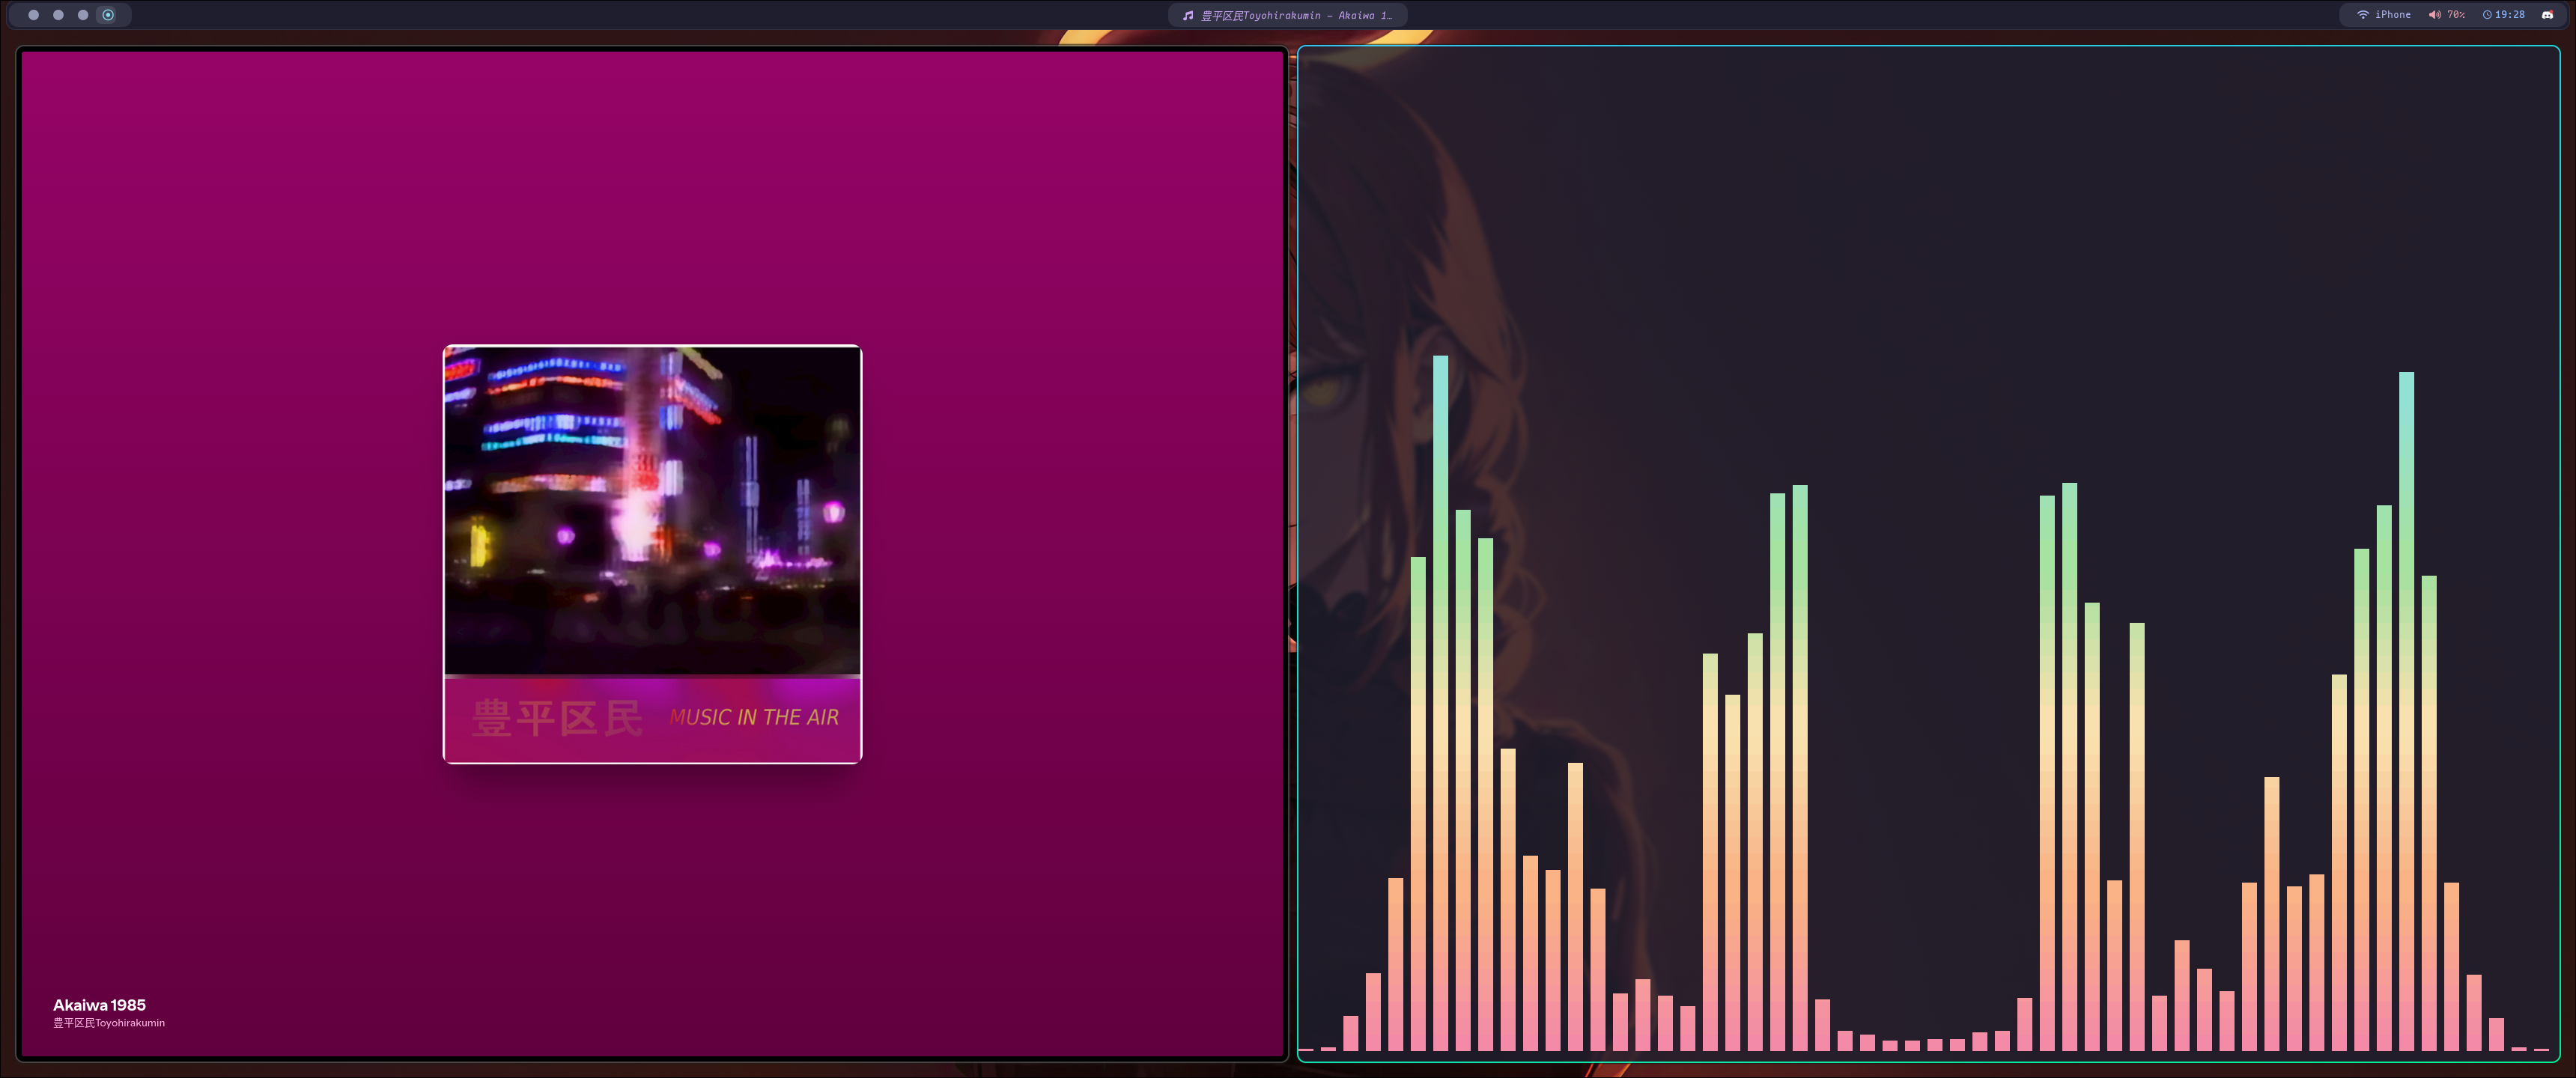 豊平区民Toyohirakumin – Akaiwa 1…
iPhone
70%
19:28
豊平区民
MUSIC IN THE AIR
Akaiwa 1985
豊平区民Toyohirakumin